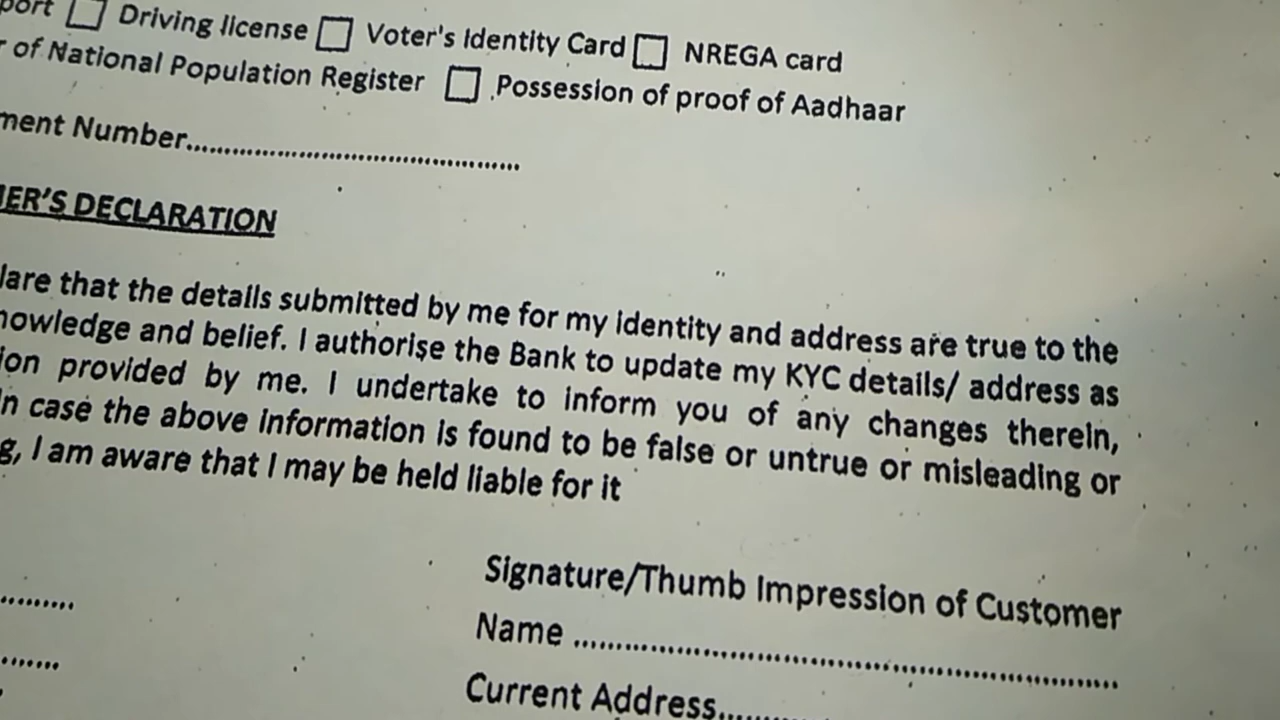 port Driving license Voter's Identity Card NREGA card
of National Population Register Possession of proof of Aadhaar
ment Number................................................
ER'S DECLARATION
lare that the details submitted by me for my identity and address are true to the
nowledge and belief. I authorise the Bank to update my KYC details/ address as
ion provided by me. I undertake to inform you of any changes therein,
n case the above information is found to be false or untrue or misleading or
g, I am aware that I may be held liable for it
Signature/Thumb Impression of Customer
Name ................................................................
Current Address......